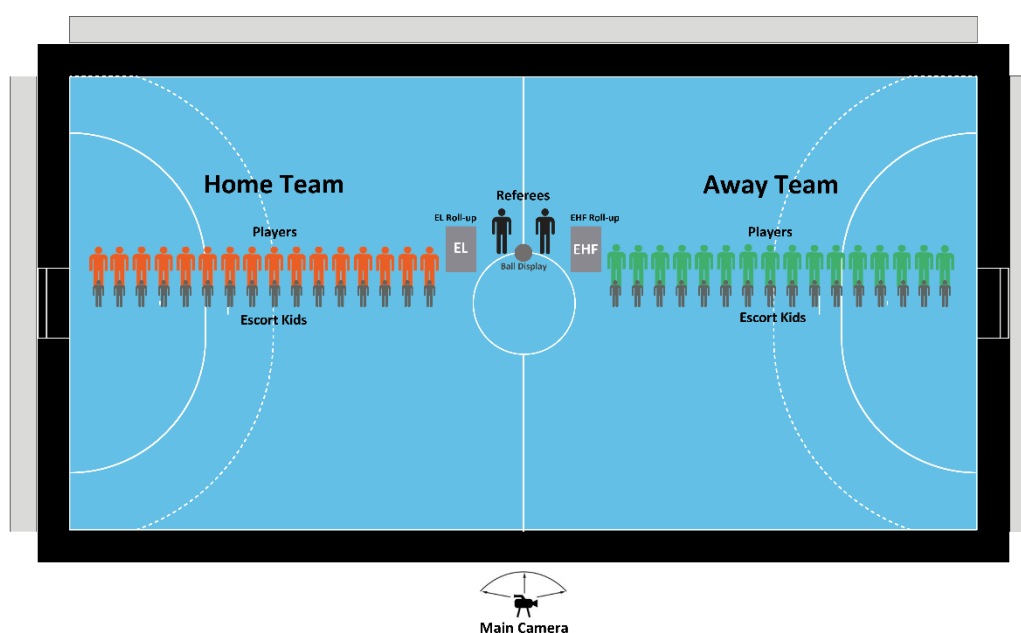 Home Team
Away Team
Referees
EL Roll-up
EHF Roll-up
Players
Players
EL
EHF
Ball Display
Escort Kids
Escort Kids
Main Camera